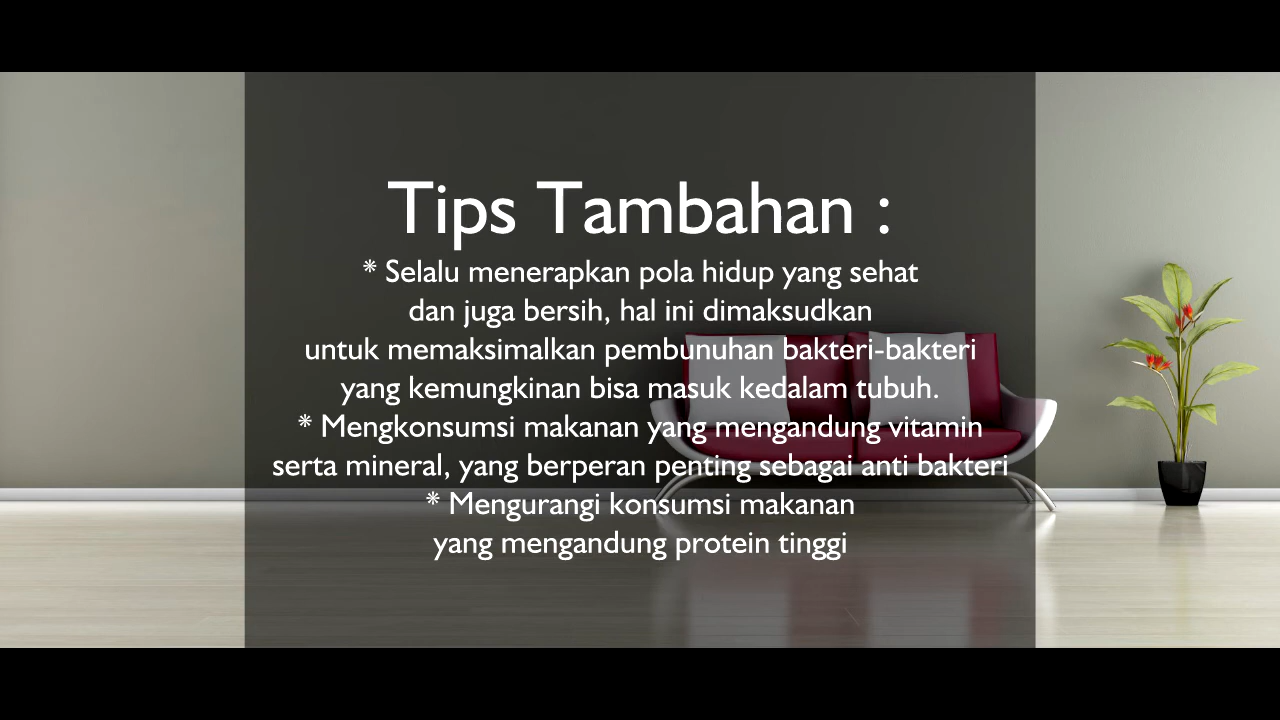 Tips Tambahan :
* Selalu menerapkan pola hidup yang sehat
dan juga bersih, hal ini dimaksudkan
untuk memaksimalkan pembunuhan bakteri-bakteri
yang kemungkinan bisa masuk kedalam tubuh.
* Mengkonsumsi makanan yang mengandung vitamin
serta mineral, yang berperan penting sebagai anti bakteri
* Mengurangi konsumsi makanan
yang mengandung protein tinggi